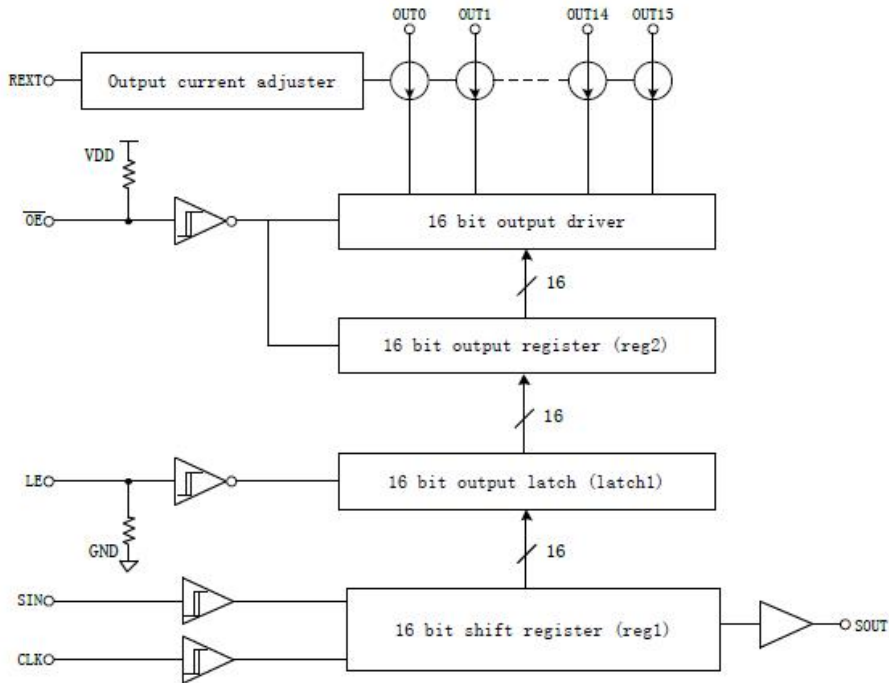 OUT0 OUT1 OUT14 OUT15
REXT Output current adjuster
VDD
OE
16 bit output driver
16
16 bit output register (reg2)
16
LE
16 bit output latch (latch1)
GND
16
SIN
16 bit shift register (reg1)
SOUT
CLK